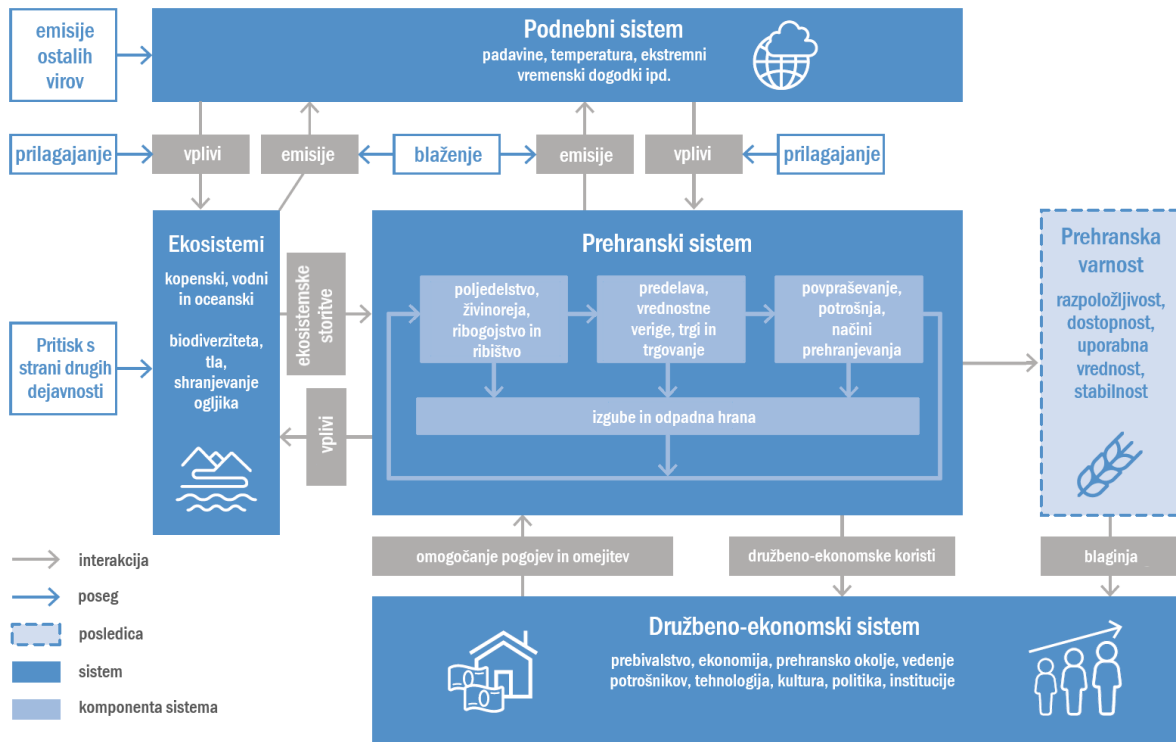 emisije
ostalih
virov
Podnebni sistem
padavine, temperatura, ekstremni
vremenski dogodki ipd.
prilagajanje
vplivi
emisije
blaženje
emisije
vplivi
prilagajanje
Ekosistemi
kopenski, vodni
in oceanski
biodiverziteta,
tla,
shranjevanje
ogljika
Pritisk s
strani drugih
dejavnosti
ekosistemske
storitve
vplivi
Prehranski sistem
poljedelstvo,
živinoreja,
ribogojstvo in
ribištvo
predelava,
vrednostne
verige, trgi in
trgovanje
povpraševanje,
potrošnja,
načini
prehranjevanja
izgube in odpadna hrana
Prehranska
varnost
razpoložljivost,
dostopnost,
uporabna
vrednost,
stabilnost
omogočanje pogojev in omejitev
družbeno-ekonomske koristi
blaginja
Družbeno-ekonomski sistem
prebivalstvo, ekonomija, prehransko okolje, vedenje
potrošnikov, tehnologija, kultura, politika, institucije
interakcija
poseg
posledica
sistem
komponenta sistema